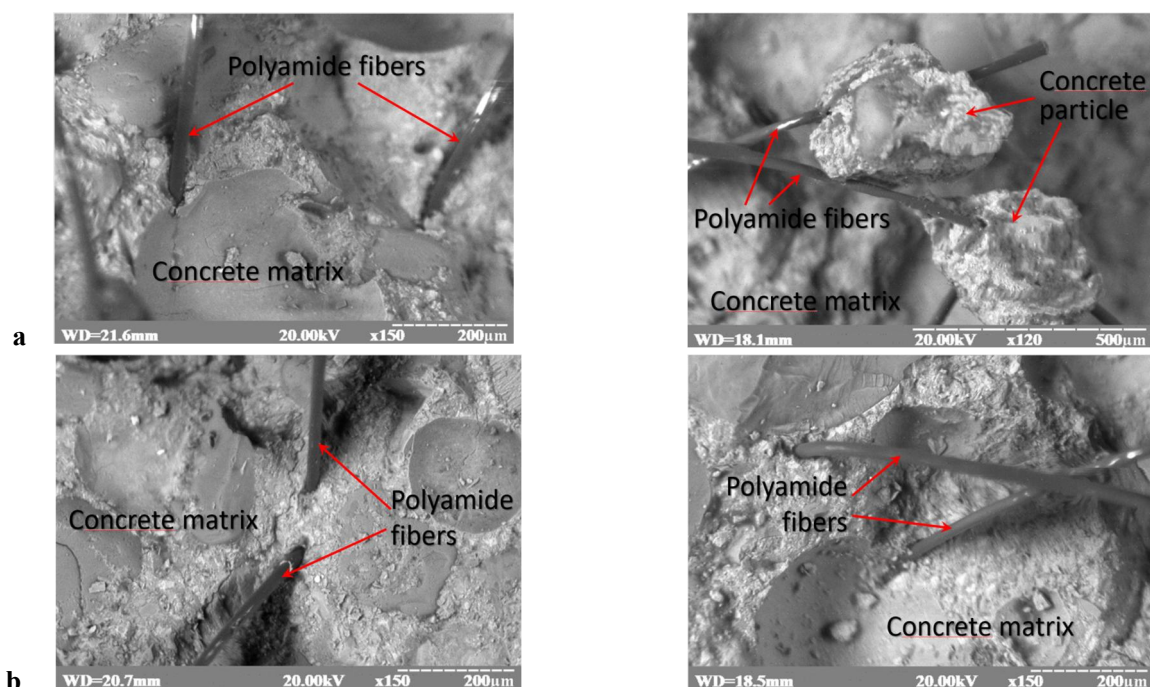 Polyamide fibers
Concrete matrix
WD=21.6mm 20.00kV x150 200µm
Concrete
particle
Polyamide fibers
Concrete matrix
WD=18.1mm 20.00kV x120 500µm
a
Polyamide
fibers
Concrete matrix
WD=20.7mm 20.00kV x150 200µm
Polyamide
fibers
Concrete matrix
WD=18.5mm 20.00kV x150 200µm
b